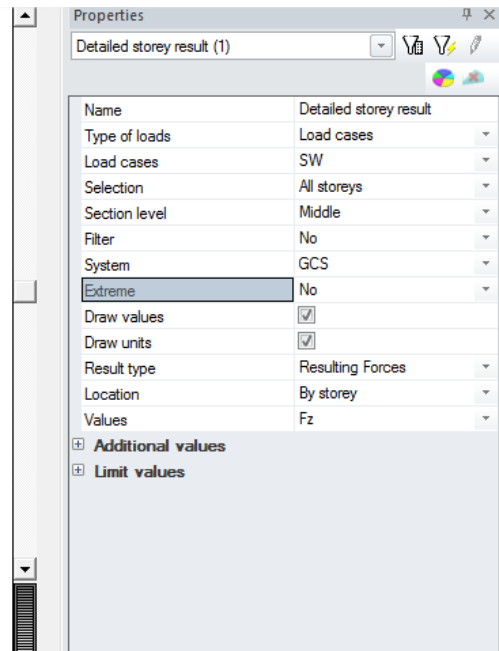 Properties
Detailed storey result (1)
Name Detailed storey result
Type of loads Load cases
Load cases SW
Selection All storeys
Section level Middle
Filter No
System GCS
Extreme No
Draw values
Draw units
Result type Resulting Forces
Location By storey
Values Fz
Additional values
Limit values